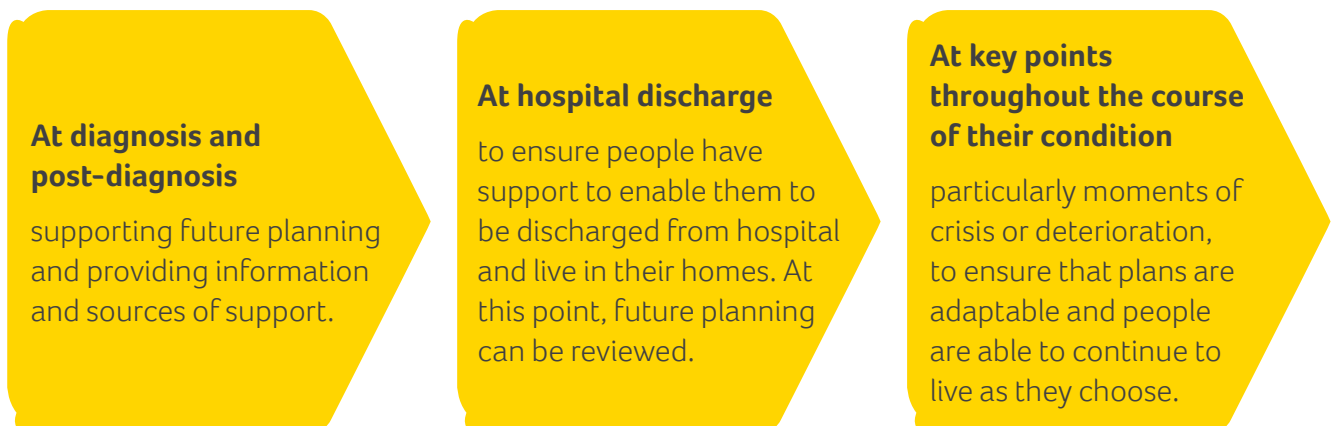 At diagnosis and
post-diagnosis
supporting future planning
and providing information
and sources of support.
At hospital discharge
to ensure people have
support to enable them to
be discharged from hospital
and live in their homes. At
this point, future planning
can be reviewed.
At key points
throughout the course
of their condition
particularly moments of
crisis or deterioration,
to ensure that plans are
adaptable and people
are able to continue to
live as they choose.